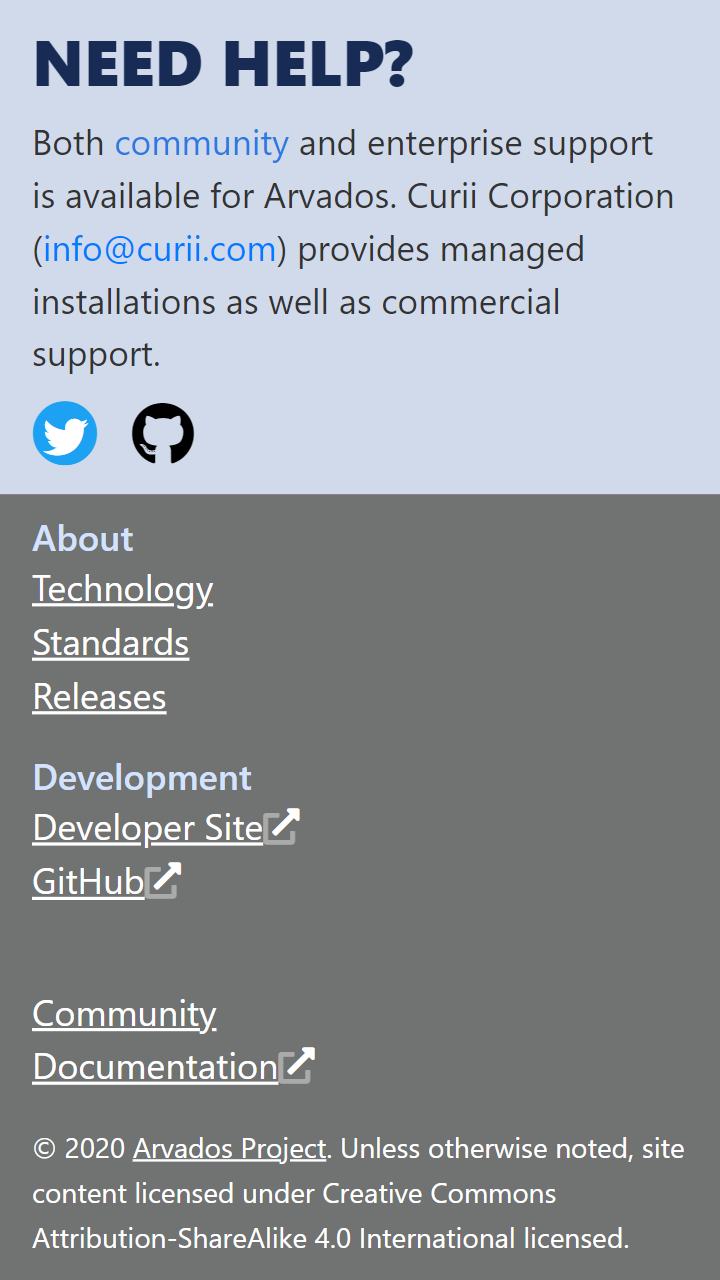 NEED HELP?
Both community and enterprise support
is available for Arvados. Curii Corporation
(info@curii.com) provides managed
installations as well as commercial
support.
About
Technology
Standards
Releases
Development
Developer Site
GitHub
Community
Documentation
© 2020 Arvados Project. Unless otherwise noted, site
content licensed under Creative Commons
Attribution-ShareAlike 4.0 International licensed.